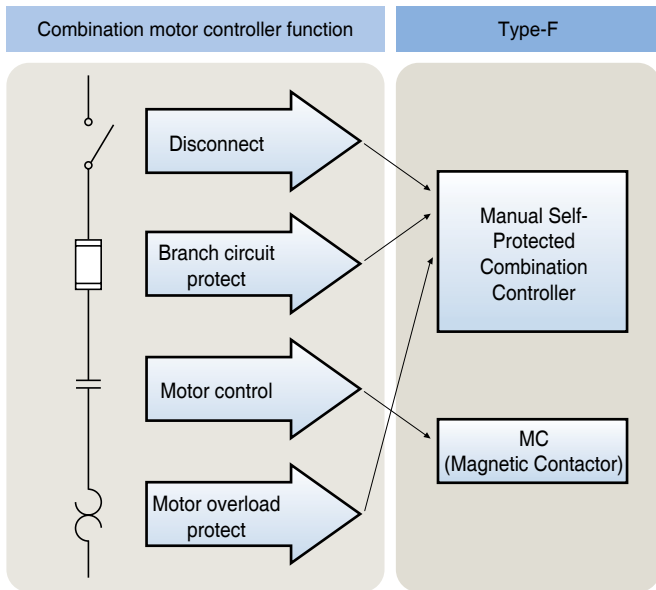 Combination motor controller function
Type-F
Disconnect
Branch circuit
protect
Motor control
Motor overload
protect
Manual Self-
Protected
Combination
Controller
MC
(Magnetic Contactor)